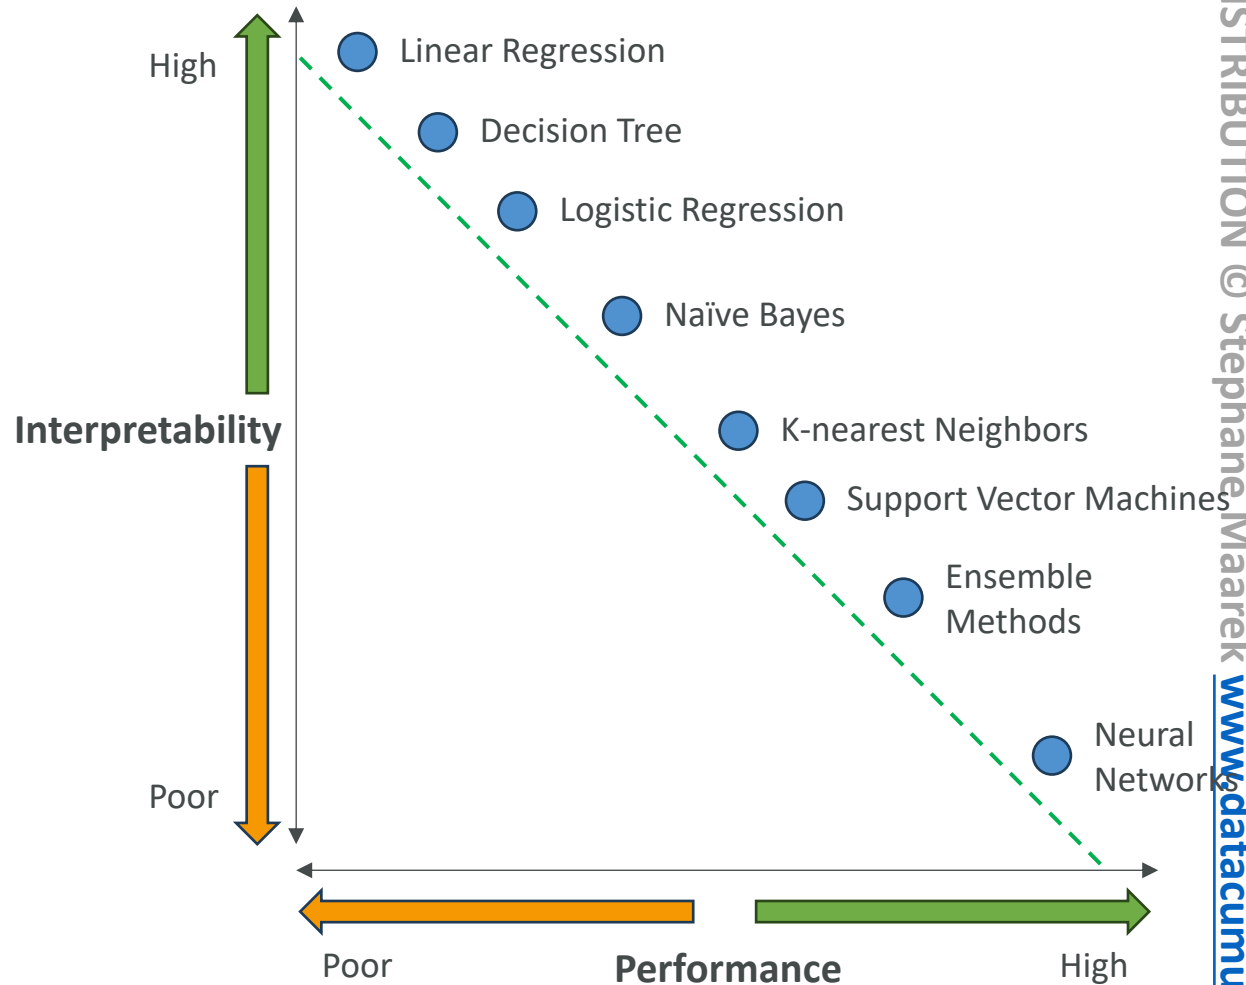 High
Linear Regression
Decision Tree
Logistic Regression
Naïve Bayes
Interpretability
K-nearest Neighbors
Support Vector Machines
Ensemble
Methods
Neural
Networks
Poor
Poor
Performance
High
STRIBUTION © Stephane Maarek www.datacumu